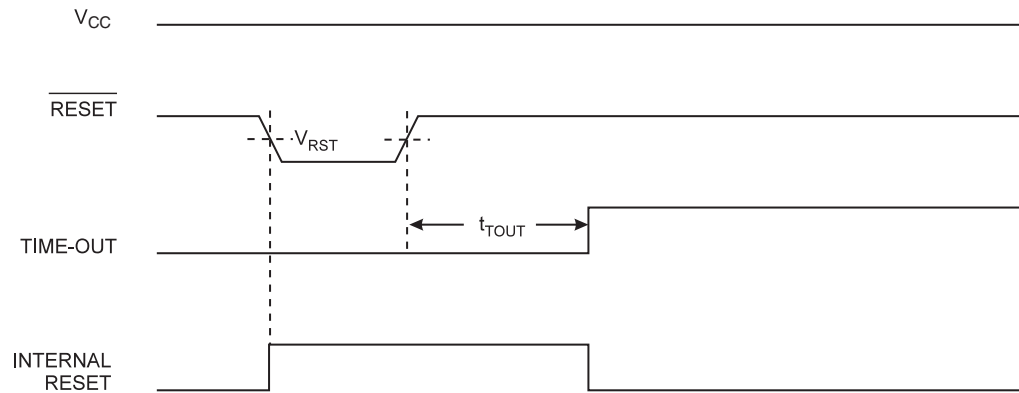 VCC
RESET
VRST
tTOUT
TIME-OUT
INTERNAL
RESET